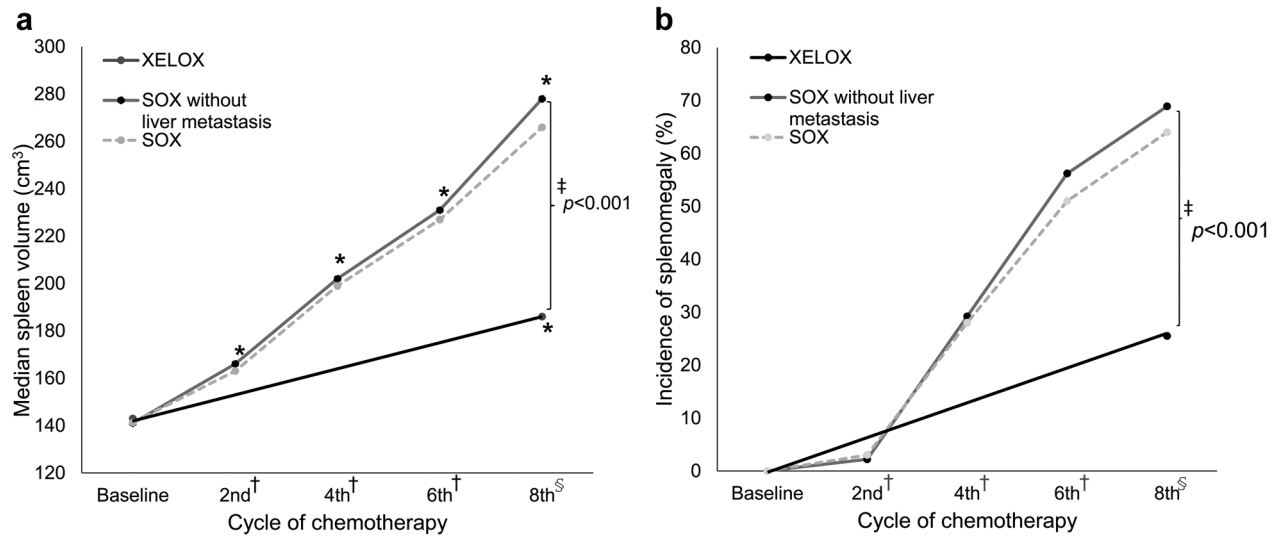 a
300
280
260
240
220
200
180
160
140
120
Median spleen volume (cm³)
XELOX
SOX without
liver metastasis
SOX
*
*
*
*
*
‡
p<0.001
Baseline
2nd†
4th†
6th†
8th𝕊
Cycle of chemotherapy
b
80
70
60
50
40
30
20
10
0
Incidence of splenomegaly (%)
XELOX
SOX without liver
metastasis
SOX
‡
p<0.001
Baseline
2nd†
4th†
6th†
8th𝕊
Cycle of chemotherapy